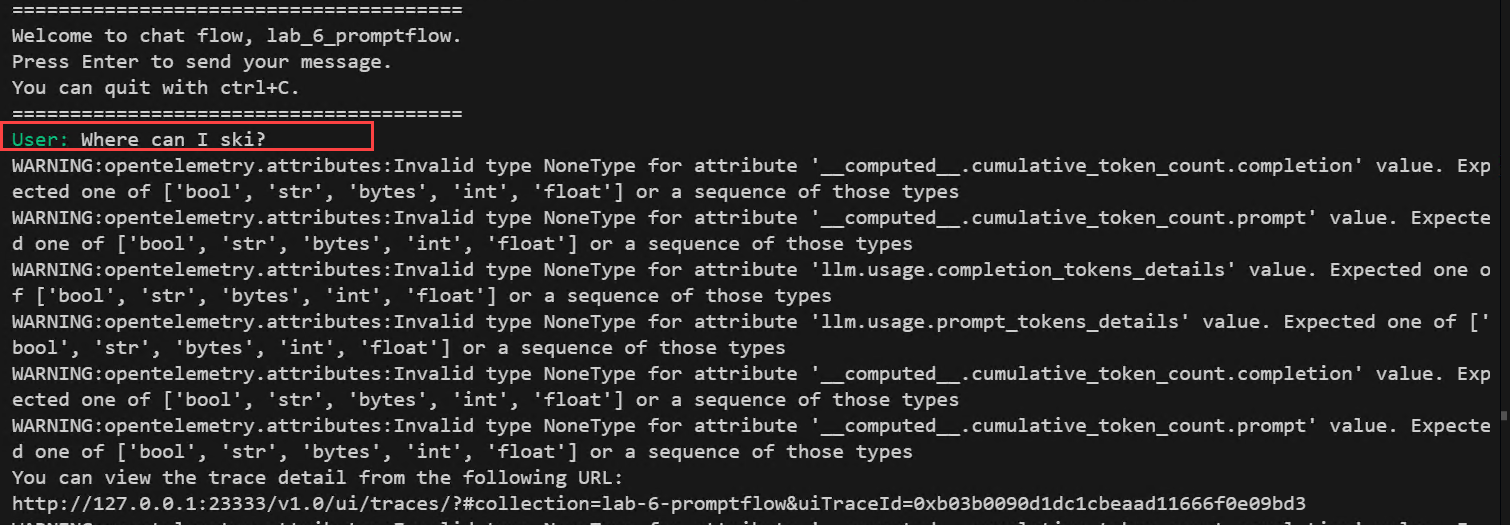 =======================================
Welcome to chat flow, lab_6_promptflow.
Press Enter to send your message.
You can quit with ctrl+C.
=======================================
User: Where can I ski?
WARNING:opentelemetry.attributes:Invalid type NoneType for attribute '__computed__.cumulative_token_count.completion' value. Exp
ected one of ['bool', 'str', 'bytes', 'int', 'float'] or a sequence of those types
WARNING:opentelemetry.attributes:Invalid type NoneType for attribute '__computed__.cumulative_token_count.prompt' value. Expecte
d one of ['bool', 'str', 'bytes', 'int', 'float'] or a sequence of those types
WARNING:opentelemetry.attributes:Invalid type NoneType for attribute 'llm.usage.completion_tokens_details' value. Expected one o
f ['bool', 'str', 'bytes', 'int', 'float'] or a sequence of those types
WARNING:opentelemetry.attributes:Invalid type NoneType for attribute 'llm.usage.prompt_tokens_details' value. Expected one of ['
bool', 'str', 'bytes', 'int', 'float'] or a sequence of those types
WARNING:opentelemetry.attributes:Invalid type NoneType for attribute '__computed__.cumulative_token_count.completion' value. Exp
ected one of ['bool', 'str', 'bytes', 'int', 'float'] or a sequence of those types
WARNING:opentelemetry.attributes:Invalid type NoneType for attribute '__computed__.cumulative_token_count.prompt' value. Expecte
d one of ['bool', 'str', 'bytes', 'int', 'float'] or a sequence of those types
You can view the trace detail from the following URL:
http://127.0.0.1:23333/v1.0/ui/traces/?#collection=lab-6-promptflow&uiTraceId=0xb03b0090d1dc1cbeaad11666f0e09bd3